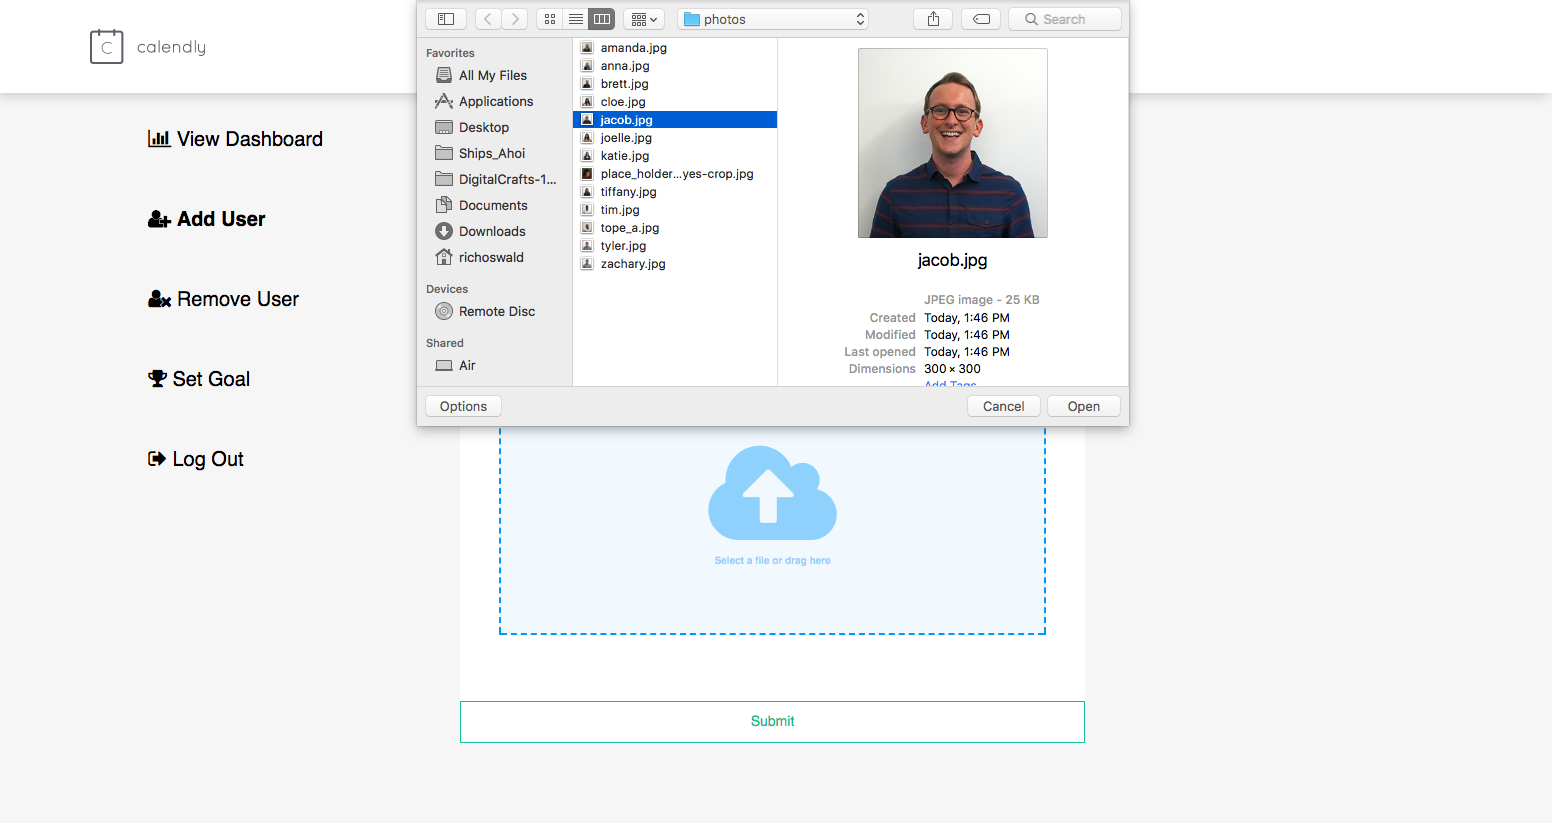 C calendly
View Dashboard
Add User
Remove User
Set Goal
Log Out
photos
Search
Favorites
All My Files
Applications
Desktop
Ships_Ahoi
DigitalCrafts-1...
Documents
Downloads
richoswald
Devices
Remote Disc
Shared
Air
amanda.jpg
anna.jpg
brett.jpg
cloe.jpg
jacob.jpg
joelle.jpg
katie.jpg
place_holder...yes-crop.jpg
tiffany.jpg
tim.jpg
tope_a.jpg
tyler.jpg
zachary.jpg
jacob.jpg
JPEG image - 25 KB
Created Today, 1:46 PM
Modified Today, 1:46 PM
Last opened Today, 1:46 PM
Dimensions 300 × 300
Add Tags
Options
Cancel
Open
Select a file or drag here
Submit